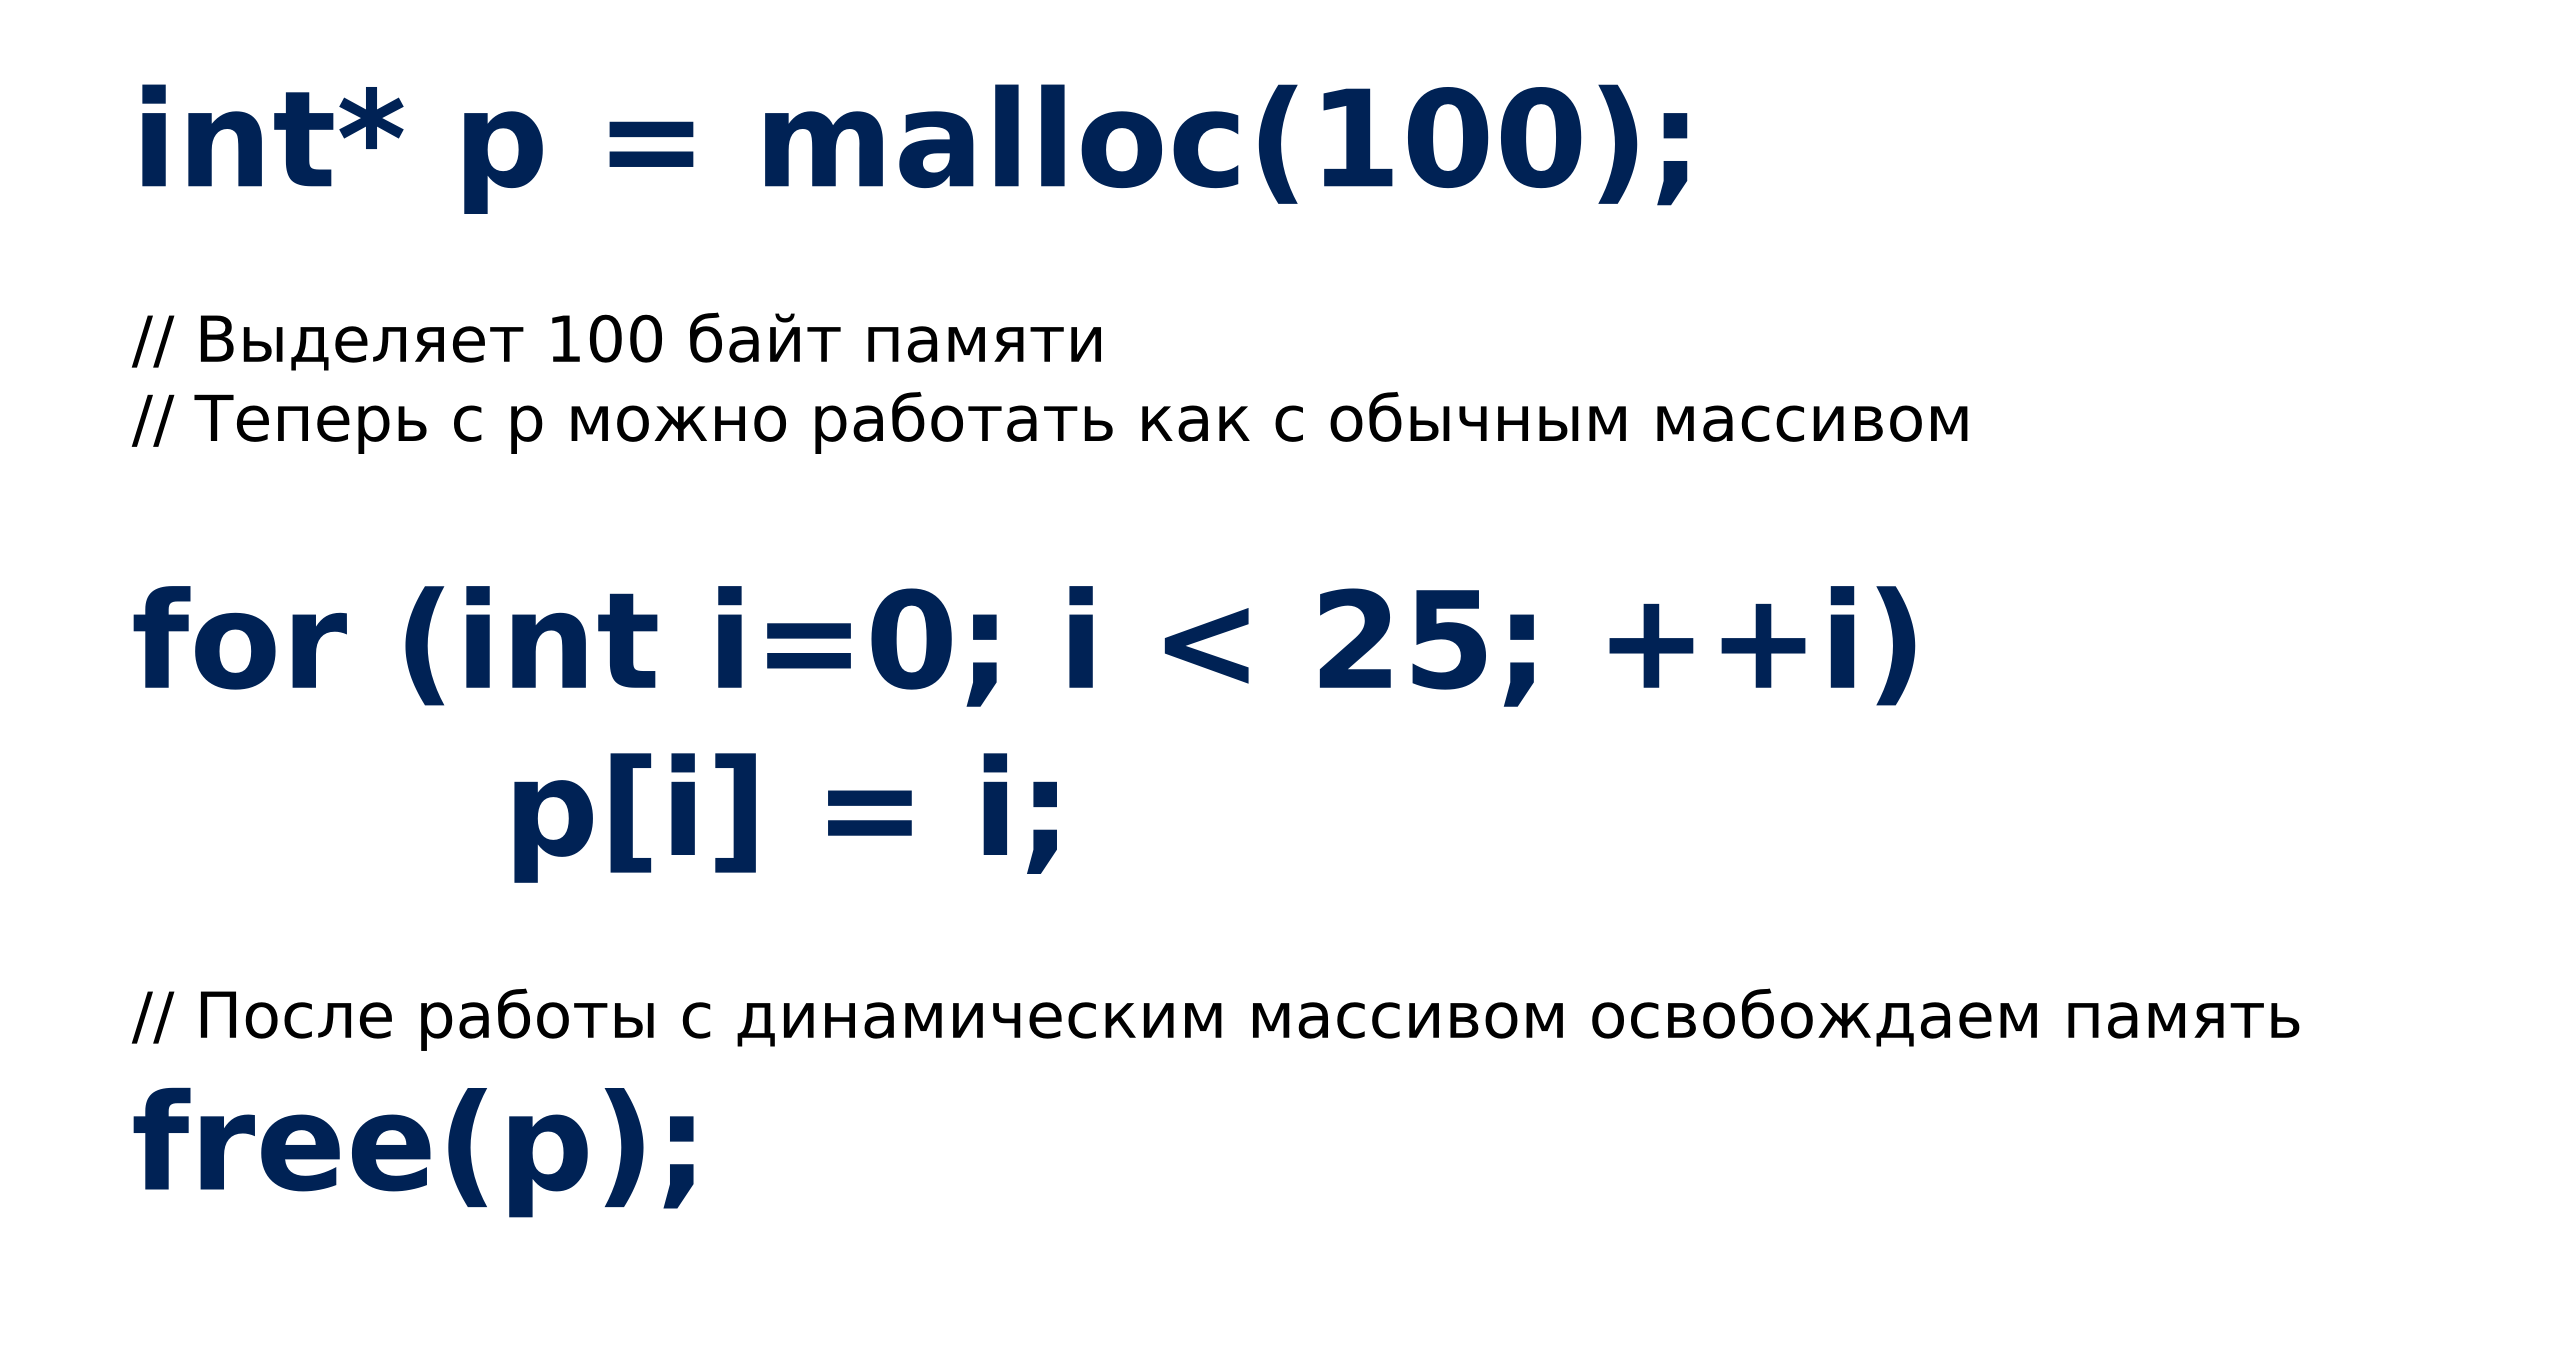 int* p = malloc(100);
// Выделяет 100 байт памяти
// Теперь с p можно работать как с обычным массивом
for (int i=0; i < 25; ++i)
p[i] = i;
// После работы с динамическим массивом освобождаем память
free(p);